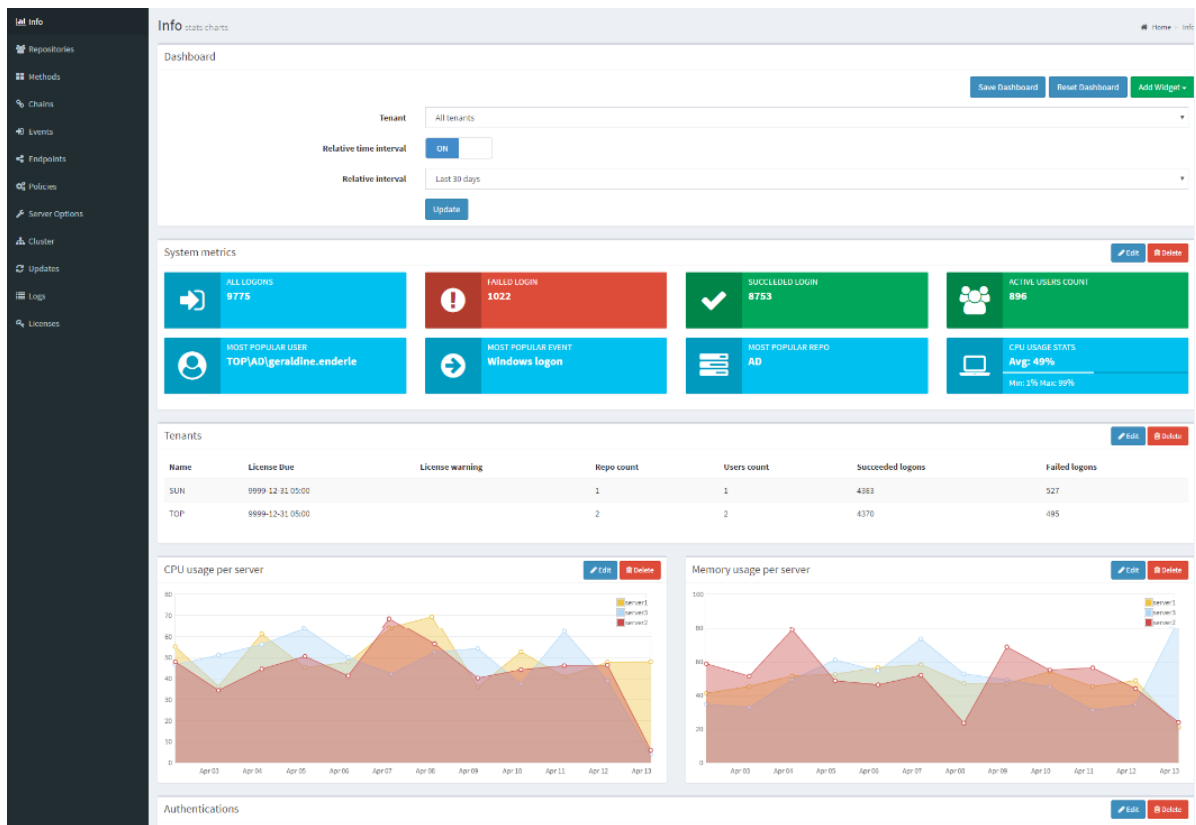 Info
Repositories
Methods
Chains
Events
Endpoints
Policies
Server Options
Cluster
Updates
Logs
Licenses
Info stats charts
Home - Info
Dashboard
Save Dashboard Reset Dashboard Add Widget
Tenant All tenants
Relative time interval ON
Relative interval Last 30 days
Update
System metrics Edit Delete
ALL LOGONS
9775
FAILED LOGIN
1022
SUCCEEDED LOGIN
8753
ACTIVE USERS COUNT
896
MOST POPULAR USER
TOP\AD\geraldine.enderle
MOST POPULAR EVENT
Windows logon
MOST POPULAR REPO
AD
CPU USAGE STATS
Avg: 49%
Min: 1% Max: 99%
Tenants Edit Delete
Name License Due License warning Repo count Users count Succeeded logons Failed logons
SUN 9999-12-31 05:00 1 1 4383 527
TOP 9999-12-31 05:00 2 2 4370 495
CPU usage per server Edit Delete
80
70
60
50
40
30
20
10
0
server1
server3
server2
Apr 03 Apr 04 Apr 05 Apr 06 Apr 07 Apr 08 Apr 09 Apr 10 Apr 11 Apr 12 Apr 13
Memory usage per server Edit Delete
100
80
60
40
20
0
server1
server3
server2
Apr 03 Apr 04 Apr 05 Apr 06 Apr 07 Apr 08 Apr 09 Apr 10 Apr 11 Apr 12 Apr 13
Authentications Edit Delete